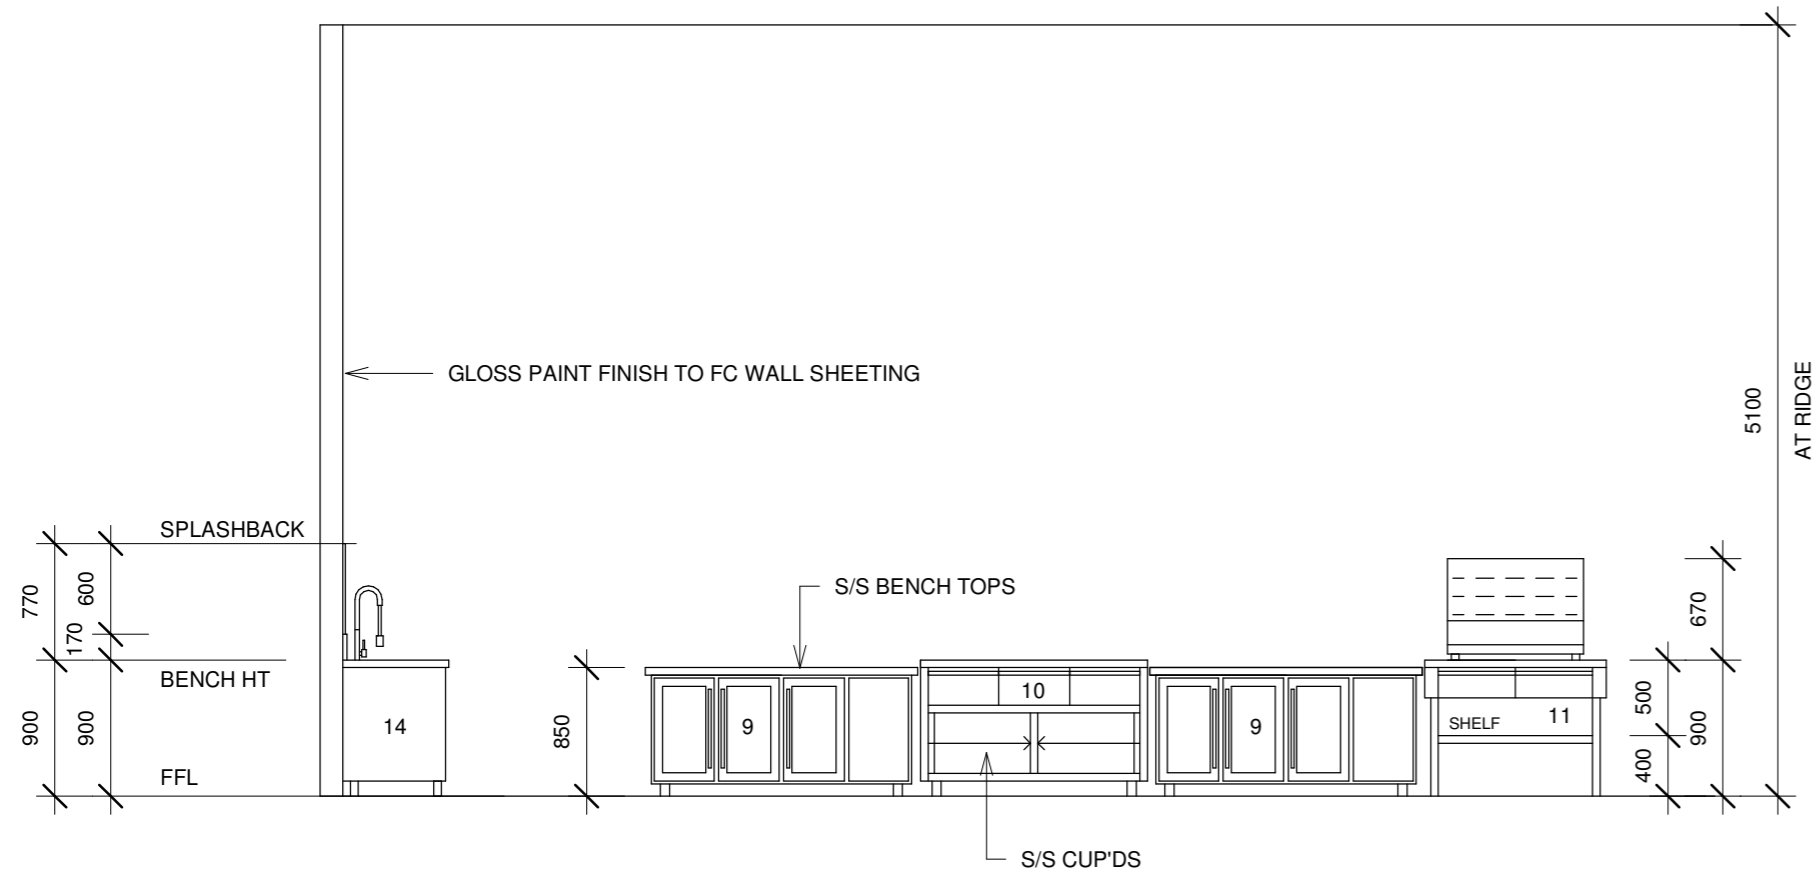 GLOSS PAINT FINISH TO FC WALL SHEETING
5100
AT RIDGE
SPLASHBACK
770
600
170
S/S BENCH TOPS
670
BENCH HT
900
900
14
850
9
10
9
SHELF
11
500
400
900
FFL
S/S CUP'DS